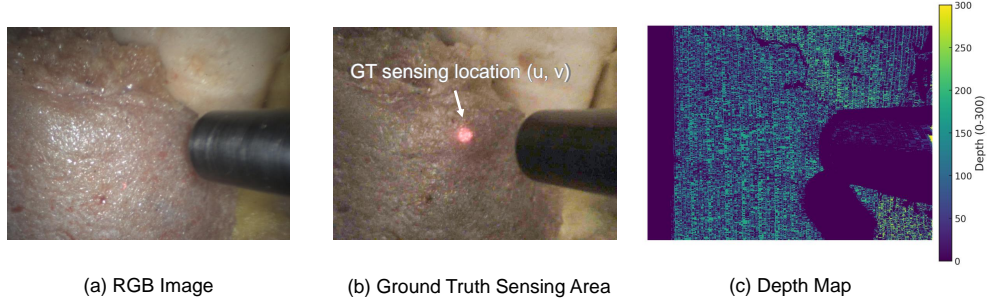 GT sensing location (u, v)
300
250
200
150
100
50
0
Depth (0-300)
(a) RGB Image
(b) Ground Truth Sensing Area
(c) Depth Map